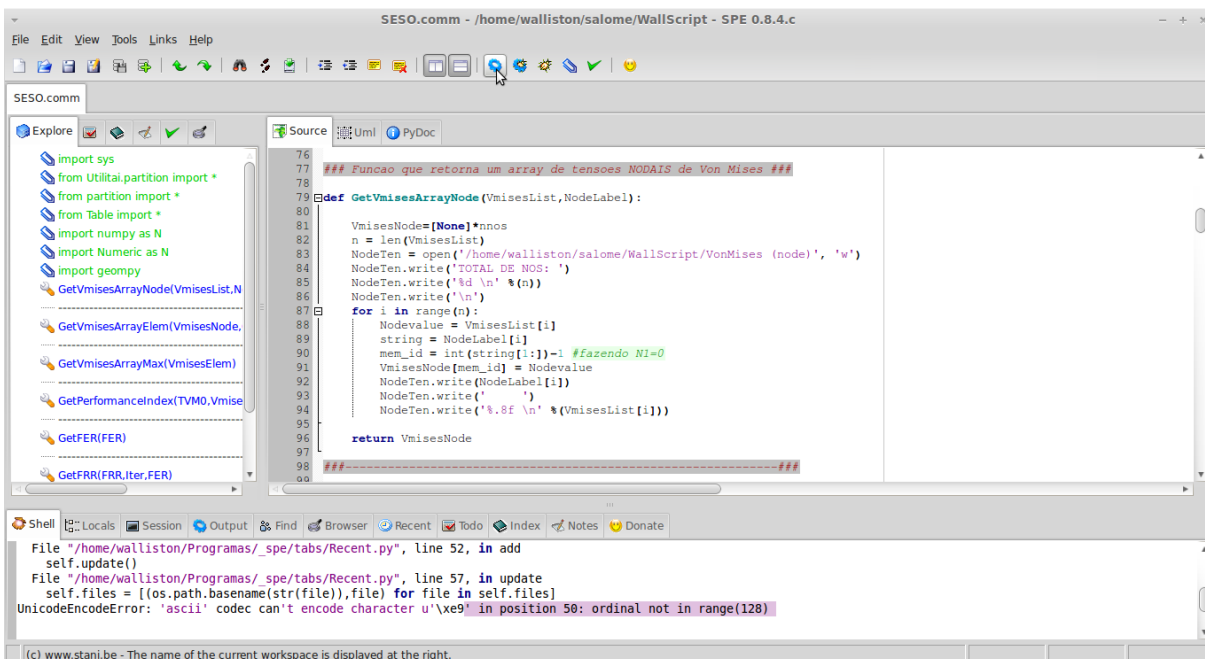 SESO.comm - /home/walliston/salome/WallScript - SPE 0.8.4.c
File Edit View Tools Links Help
SESO.comm
Explore
import sys
from Utilitai.partition import *
from partition import *
from Table import *
import numpy as N
import Numeric as N
import geompy
GetVmisesArrayNode(VmisesList,N
GetVmisesArrayElem(VmisesNode,
GetVmisesArrayMax(VmisesElem)
GetPerformanceIndex(TVM0,Vmise
GetFER(FER)
GetFRR(FRR,Iter,FER)
Source Uml PyDoc
76
77 ### Funcao que retorna um array de tensoes NODAIS de Von Mises ###
78
79 def GetVmisesArrayNode(VmisesList,NodeLabel):
80
81 VmisesNode=[None]*nnos
82 n = len(VmisesList)
83 NodeTen = open('/home/walliston/salome/WallScript/VonMises (node)', 'w')
84 NodeTen.write('TOTAL DE NOS: ')
85 NodeTen.write('%d \n' %(n))
86 NodeTen.write('\n')
87 for i in range(n):
88 Nodevalue = VmisesList[i]
89 string = NodeLabel[i]
90 mem_id = int(string[1:])-1 #fazendo N1=0
91 VmisesNode[mem_id] = Nodevalue
92 NodeTen.write(NodeLabel[i])
93 NodeTen.write('      ')
94 NodeTen.write('%.8f \n' %(VmisesList[i]))
95
96 return VmisesNode
97
98 ###-------------------------------------------------------------###
99
Shell Locals Session Output Find Browser Recent Todo Index Notes Donate
File "/home/walliston/Programas/_spe/tabs/Recent.py", line 52, in add
self.update()
File "/home/walliston/Programas/_spe/tabs/Recent.py", line 57, in update
self.files = [(os.path.basename(str(file)),file) for file in self.files]
UnicodeEncodeError: 'ascii' codec can't encode character u'\xe9' in position 50: ordinal not in range(128)
(c) www.stani.be - The name of the current workspace is displayed at the right.